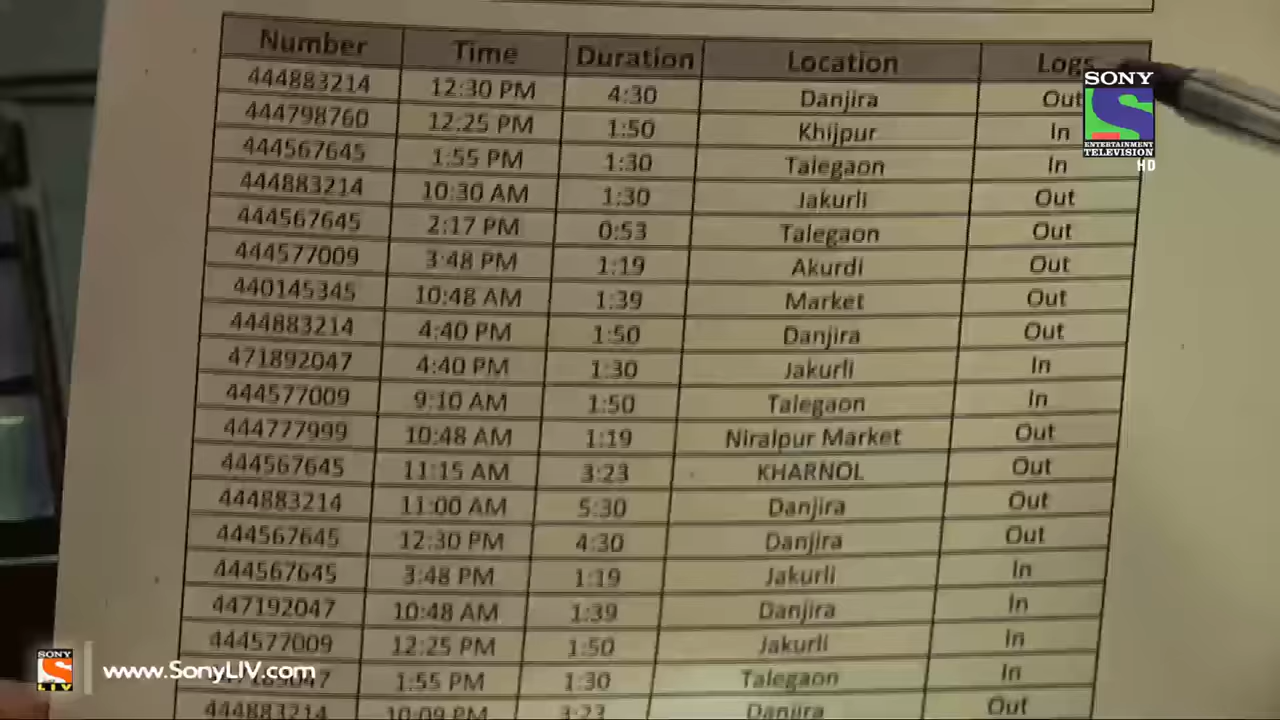 Number Time Duration Location Logs
444883214 12:30 PM 4:30 Danjira Out
444798760 12:25 PM 1:50 Khijpur In
444567645 1:55 PM 1:30 Talegaon In
444883214 10:30 AM 1:30 Jakurli Out
444567645 2:17 PM 0:53 Talegaon Out
444577009 3:48 PM 1:19 Akurdi Out
440145345 10:48 AM 1:39 Market Out
444883214 4:40 PM 1:50 Danjira Out
471892047 4:40 PM 1:30 Jakurli In
444577009 9:10 AM 1:50 Talegaon In
444777999 10:48 AM 1:19 Niralpur Market Out
444567645 11:15 AM 3:23 KHARNOL Out
444883214 11:00 AM 5:30 Danjira Out
444567645 12:30 PM 4:30 Danjira Out
444567645 3:48 PM 1:19 Jakurli In
447192047 10:48 AM 1:39 Danjira In
444577009 12:25 PM 1:50 Jakurli In
1:55 PM 1:30 Talegaon In
444883214 10:09 PM 3:23 Danjira Out
SONY
ENTERTAINMENT
TELEVISION
HD
SONY
LIV
www.SonyLIV.com